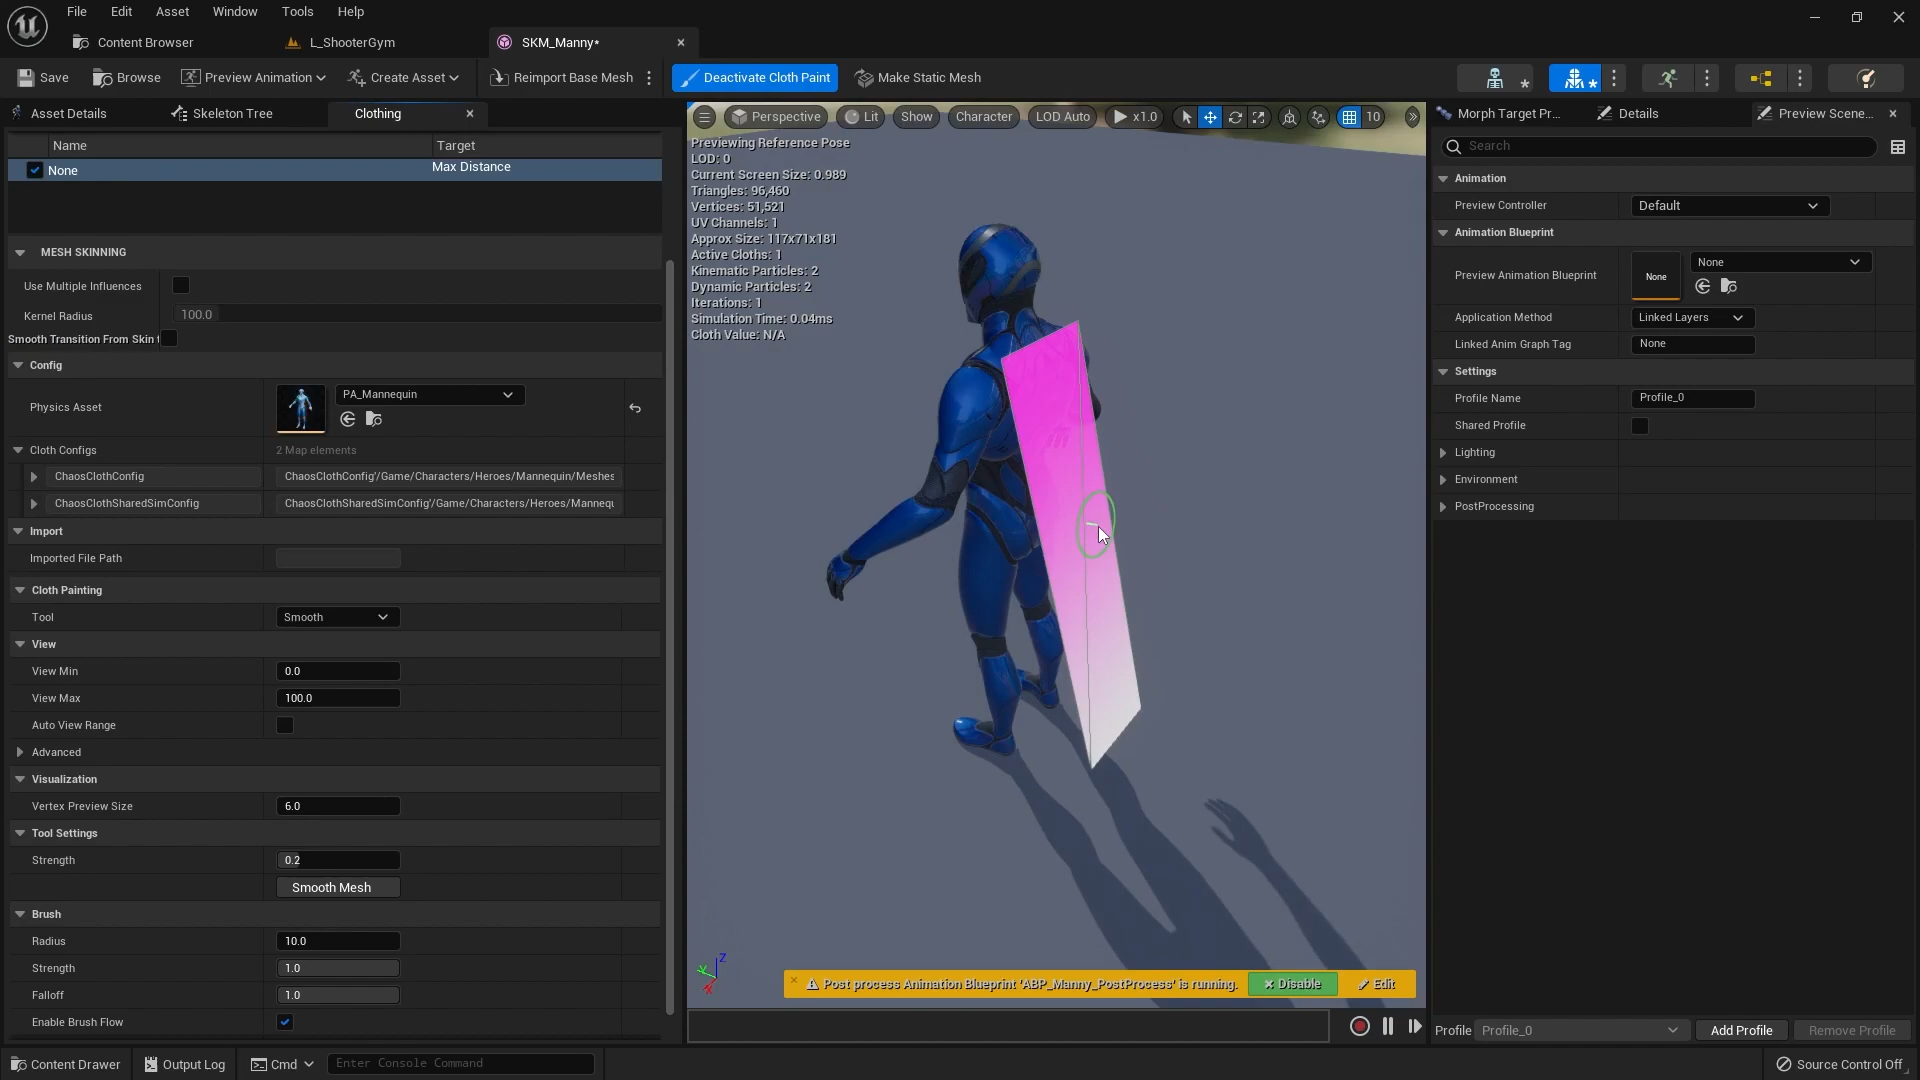 File Edit Asset Window Tools Help
Content Browser L_ShooterGym SKM_Manny*
Save Browse Preview Animation Create Asset Reimport Base Mesh Deactivate Cloth Paint Make Static Mesh
Asset Details Skeleton Tree Clothing
Name Target
None Max Distance
MESH SKINNING
Use Multiple Influences
Kernel Radius 100.0
Smooth Transition From Skin t
Config
Physics Asset PA_Mannequin
Cloth Configs 2 Map elements
ChaosClothConfig ChaosClothConfig'/Game/Characters/Heroes/Mannequin/Meshes
ChaosClothSharedSimConfig ChaosClothSharedSimConfig'/Game/Characters/Heroes/Mannequ
Import
Imported File Path
Cloth Painting
Tool Smooth
View
View Min 0.0
View Max 100.0
Auto View Range
Advanced
Visualization
Vertex Preview Size 6.0
Tool Settings
Strength 0.2
Smooth Mesh
Brush
Radius 10.0
Strength 1.0
Falloff 1.0
Enable Brush Flow
Perspective Lit Show Character LOD Auto x1.0 10
Previewing Reference Pose
LOD: 0
Current Screen Size: 0.989
Triangles: 96,460
Vertices: 51,521
UV Channels: 1
Approx Size: 117x71x181
Active Cloths: 1
Kinematic Particles: 2
Dynamic Particles: 2
Iterations: 1
Simulation Time: 0.04ms
Cloth Value: N/A
Z
Y
X
Post process Animation Blueprint 'ABP_Manny_PostProcess' is running. Disable Edit
Morph Target Pr... Details Preview Scene...
Search
Animation
Preview Controller Default
Animation Blueprint
Preview Animation Blueprint None None
Application Method Linked Layers
Linked Anim Graph Tag None
Settings
Profile Name Profile_0
Shared Profile
Lighting
Environment
PostProcessing
Profile Profile_0 Add Profile Remove Profile
Content Drawer Output Log Cmd Enter Console Command Source Control Off